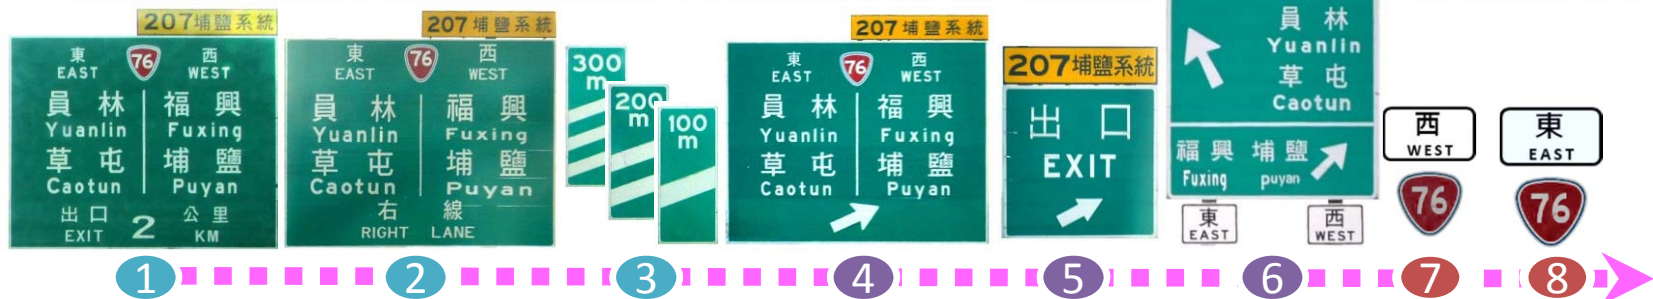 207埔鹽系統
東 76 西
EAST WEST
員林 福興
Yuanlin Fuxing
草屯 埔鹽
Caotun Puyan
出口 2 公里
EXIT KM
207埔鹽系統
東 76 西
EAST WEST
員林 福興
Yuanlin Fuxing
草屯 埔鹽
Caotun Puyan
右線
RIGHT LANE
300
m
200
m
100
m
207埔鹽系統
東 76 西
EAST WEST
員林 福興
Yuanlin Fuxing
草屯 埔鹽
Caotun Puyan
207埔鹽系統
出口
EXIT
員林
Yuanlin
草屯
Caotun
福興 埔鹽
Fuxing puyan
東 西
EAST WEST
西
WEST
76
東
EAST
76
1 2 3 4 5 6 7 8